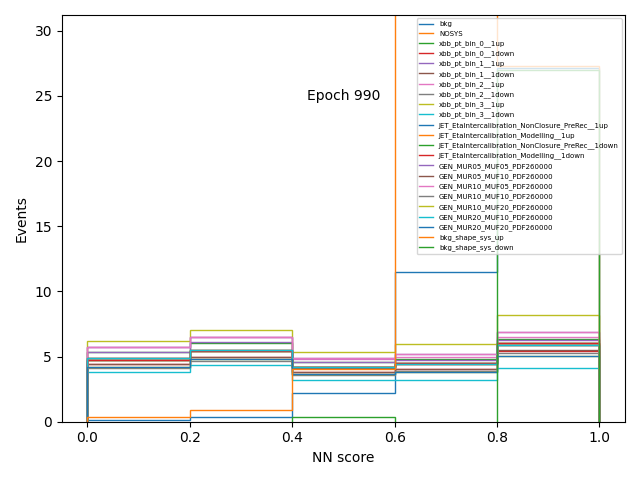 30
25
20
15
10
5
0
Events
Epoch 990
bkg
NOSYS
xbb_pt_bin_0__1up
xbb_pt_bin_0__1down
xbb_pt_bin_1__1up
xbb_pt_bin_1__1down
xbb_pt_bin_2__1up
xbb_pt_bin_2__1down
xbb_pt_bin_3__1up
xbb_pt_bin_3__1down
JET_EtaIntercalibration_NonClosure_PreRec__1up
JET_EtaIntercalibration_Modelling__1up
JET_EtaIntercalibration_NonClosure_PreRec__1down
JET_EtaIntercalibration_Modelling__1down
GEN_MUR05_MUF05_PDF260000
GEN_MUR05_MUF10_PDF260000
GEN_MUR10_MUF05_PDF260000
GEN_MUR10_MUF10_PDF260000
GEN_MUR10_MUF20_PDF260000
GEN_MUR20_MUF10_PDF260000
GEN_MUR20_MUF20_PDF260000
bkg_shape_sys_up
bkg_shape_sys_down
0.0 0.2 0.4 0.6 0.8 1.0
NN score